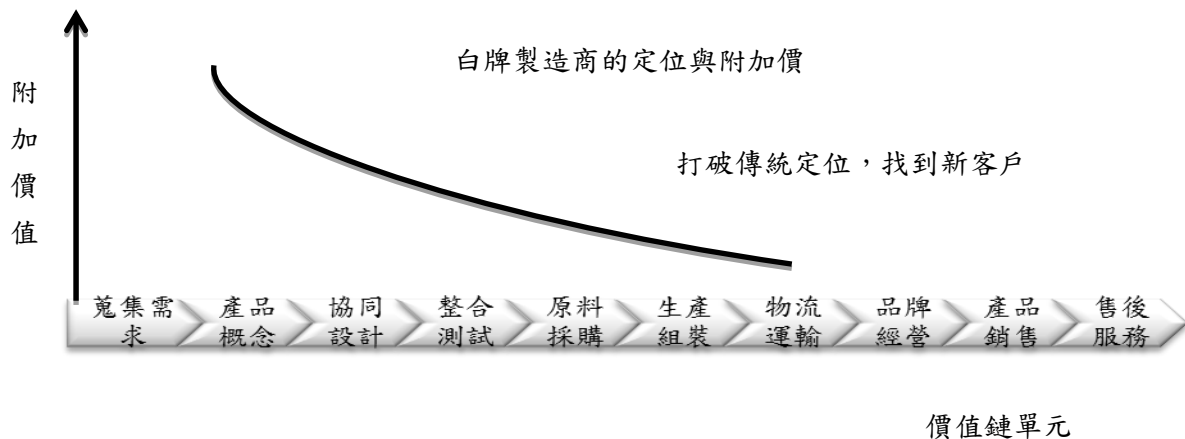 白牌製造商的定位與附加價
附加價值
打破傳統定位，找到新客戶
蒐集需求
產品概念
協同設計
整合測試
原料採購
生產組裝
物流運輸
品牌經營
產品銷售
售後服務
價值鏈單元